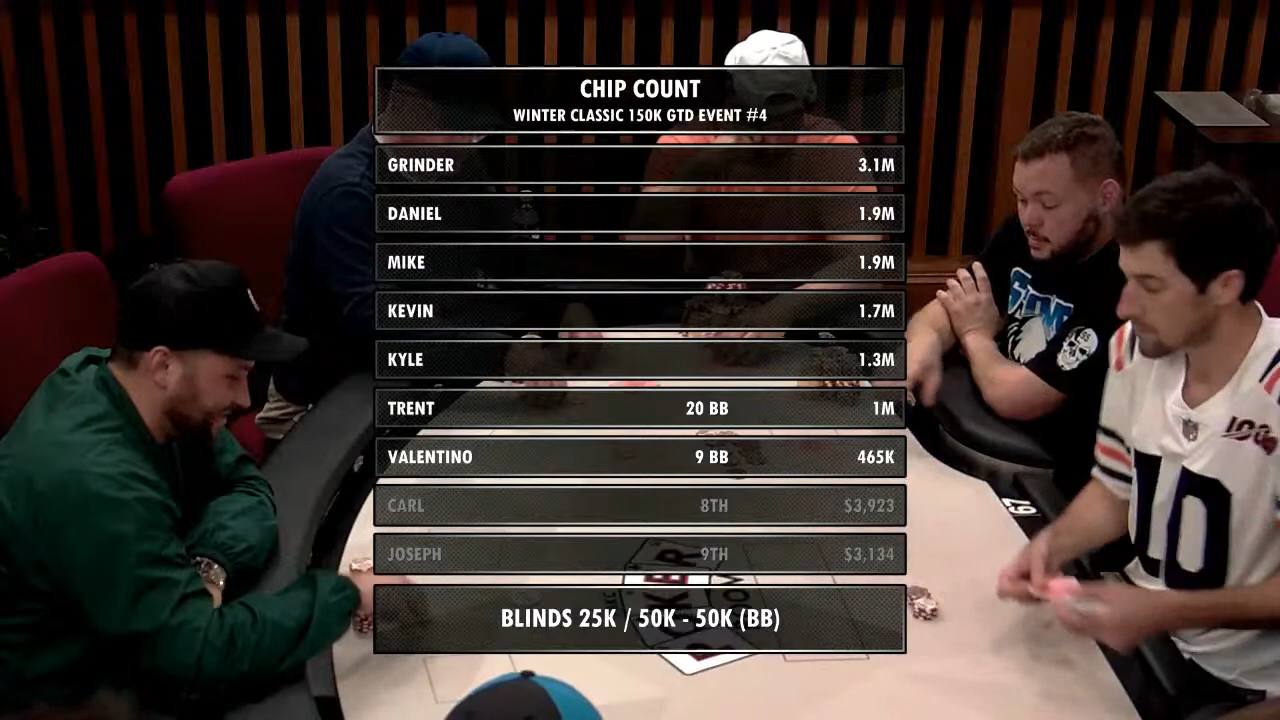 CHIP COUNT
WINTER CLASSIC 150K GTD EVENT #4
GRINDER 3.1M
DANIEL 1.9M
MIKE 1.9M
KEVIN 1.7M
KYLE 1.3M
TRENT 20 BB 1M
VALENTINO 9 BB 465K
CARL 8TH $3,923
JOSEPH 9TH $3,134
BLINDS 25K / 50K - 50K (BB)
10
100